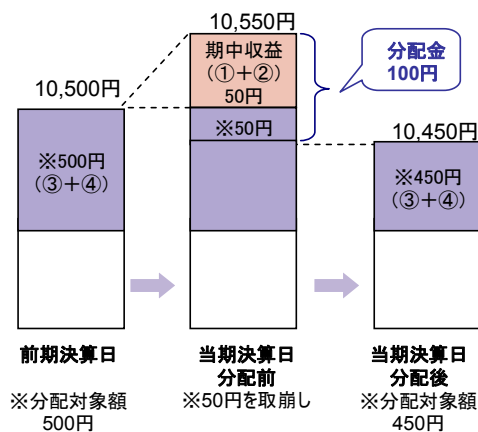 10,550円
期中収益
(①+②)
50円
分配金
100円
10,500円
※50円
10,450円
※500円
(③+④)
※450円
(③+④)
前期決算日
当期決算日
分配前
当期決算日
分配後
※分配対象額
500円
※50円を取崩し
※分配対象額
450円